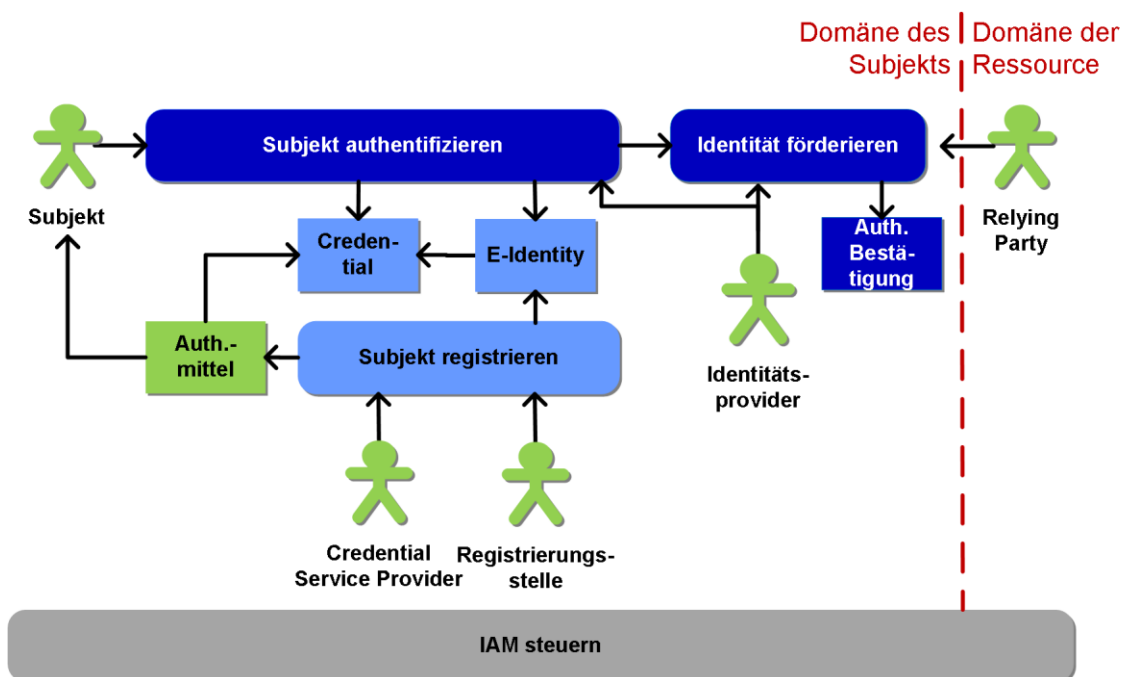 Domäne des
Subjekts
Domäne der
Ressource
Subjekt authentifizieren
Identität förderieren
Subjekt
Creden-
tial
E-Identity
Auth.
Bestä-
tigung
Relying
Party
Auth.-
mittel
Subjekt registrieren
Identitäts-
provider
Credential
Service Provider
Registrierungs-
stelle
IAM steuern